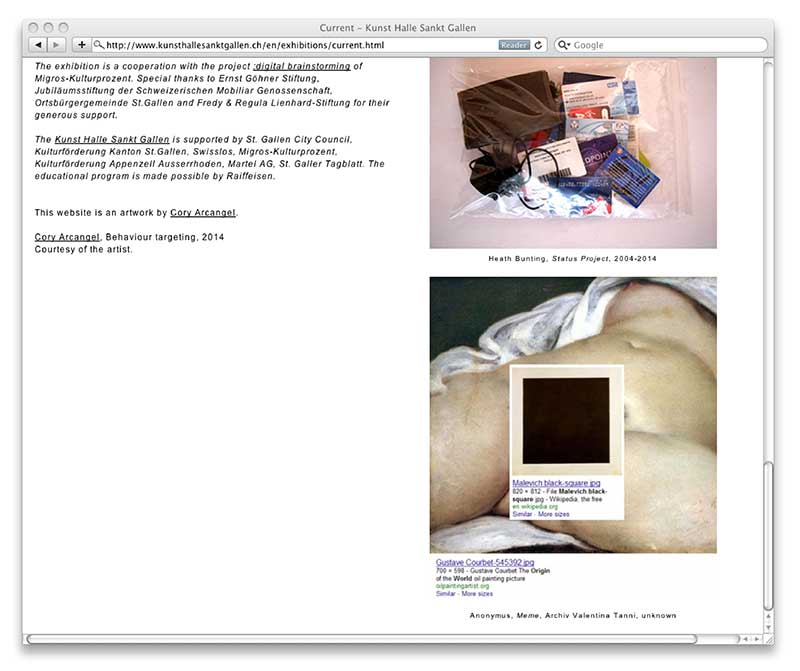 Current – Kunst Halle Sankt Gallen
http://www.kunsthallesanktgallen.ch/en/exhibitions/current.html
Reader
Google
The exhibition is a cooperation with the project :digital brainstorming of
Migros-Kulturprozent. Special thanks to Ernst Göhner Stiftung,
Jubiläumsstiftung der Schweizerischen Mobiliar Genossenschaft,
Ortsbürgergemeinde St.Gallen and Fredy & Regula Lienhard-Stiftung for their
generous support.
The Kunst Halle Sankt Gallen is supported by St. Gallen City Council,
Kulturförderung Kanton St.Gallen, Swisslos, Migros-Kulturprozent,
Kulturförderung Appenzell Ausserrhoden, Martel AG, St. Galler Tagblatt. The
educational program is made possible by Raiffeisen.
This website is an artwork by Cory Arcangel.
Cory Arcangel, Behaviour targeting, 2014
Courtesy of the artist.
Heath Bunting, Status Project, 2004-2014
Malevich.black-square.jpg
820 × 812 - File Malevich.black-
square.jpg - Wikipedia, the free
en.wikipedia.org
Similar - More sizes
Gustave Courbet-545392.jpg
700 × 598 - Gustave Courbet The Origin
of the World oil painting picture
oilpaintingartist.org
Similar - More sizes
Anonymus, Meme, Archiv Valentina Tanni, unknown